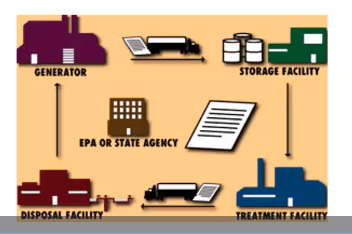 GENERATOR
STORAGE FACILITY
EPA OR STATE AGENCY
DISPOSAL FACILITY
TREATMENT FACILITY